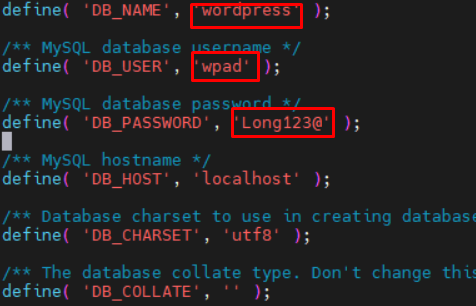 define( 'DB_NAME', 'wordpress' );
/** MySQL database username */
define( 'DB_USER', 'wpad' );
/** MySQL database password */
define( 'DB_PASSWORD', 'Long123@' );
/** MySQL hostname */
define( 'DB_HOST', 'localhost' );
/** Database charset to use in creating database
define( 'DB_CHARSET', 'utf8' );
/** The database collate type. Don't change this
define( 'DB_COLLATE', '' );